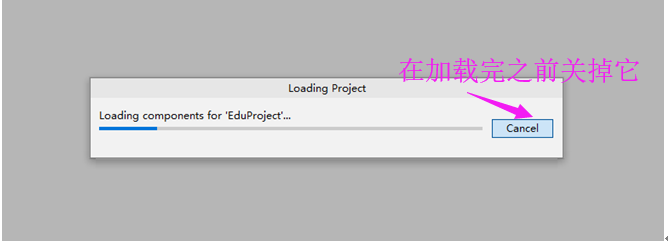 在加载完之前关掉它
Loading Project
Loading components for 'EduProject'...
Cancel